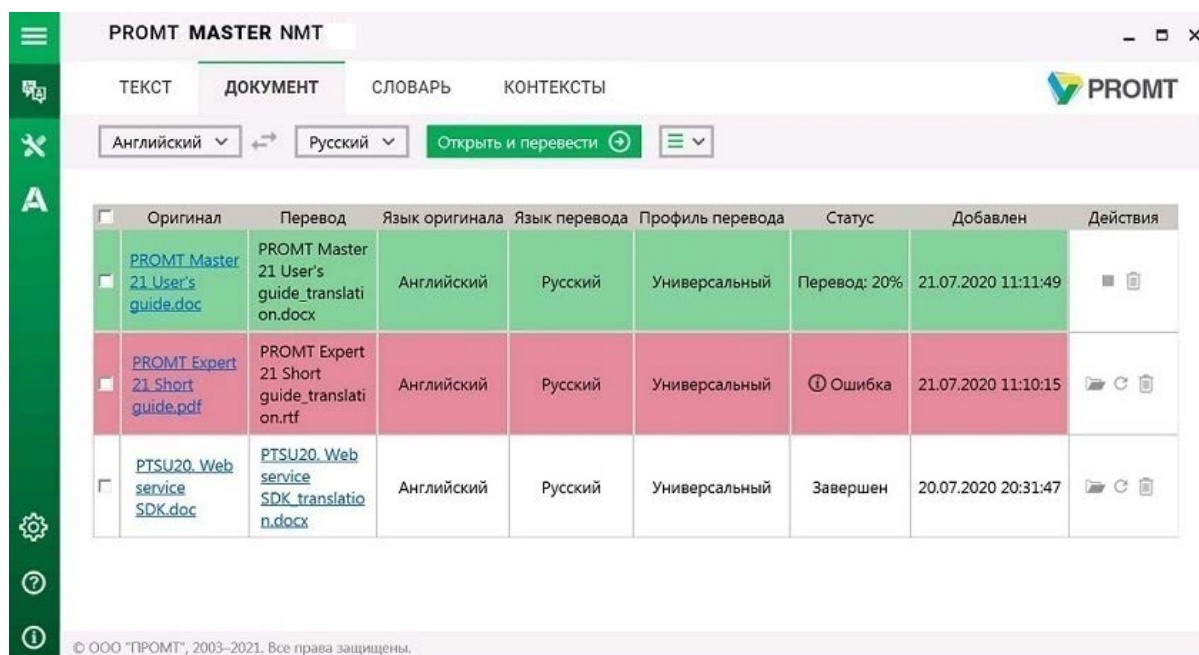 PROMT MASTER NMT
ТЕКСТ ДОКУМЕНТ СЛОВАРЬ КОНТЕКСТЫ
PROMT
Английский Русский Открыть и перевести
Оригинал Перевод Язык оригинала Язык перевода Профиль перевода Статус Добавлен Действия
PROMT Master
21 User's
guide.doc
PROMT Master
21 User's
guide_translati
on.docx
Английский Русский Универсальный Перевод: 20% 21.07.2020 11:11:49
PROMT Expert
21 Short
guide.pdf
PROMT Expert
21 Short
guide_translati
on.rtf
Английский Русский Универсальный Ошибка 21.07.2020 11:10:15
PTSU20. Web
service
SDK.doc
PTSU20. Web
service
SDK_translatio
n.docx
Английский Русский Универсальный Завершен 20.07.2020 20:31:47
© ООО "ПРОМТ", 2003–2021. Все права защищены.